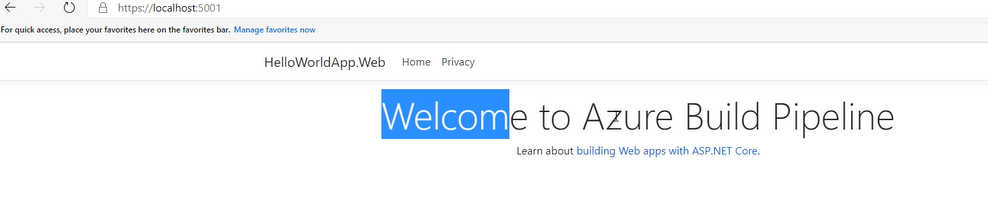 https://localhost:5001
For quick access, place your favorites here on the favorites bar. Manage favorites now
HelloWorldApp.Web Home Privacy
Welcome to Azure Build Pipeline
Learn about building Web apps with ASP.NET Core.